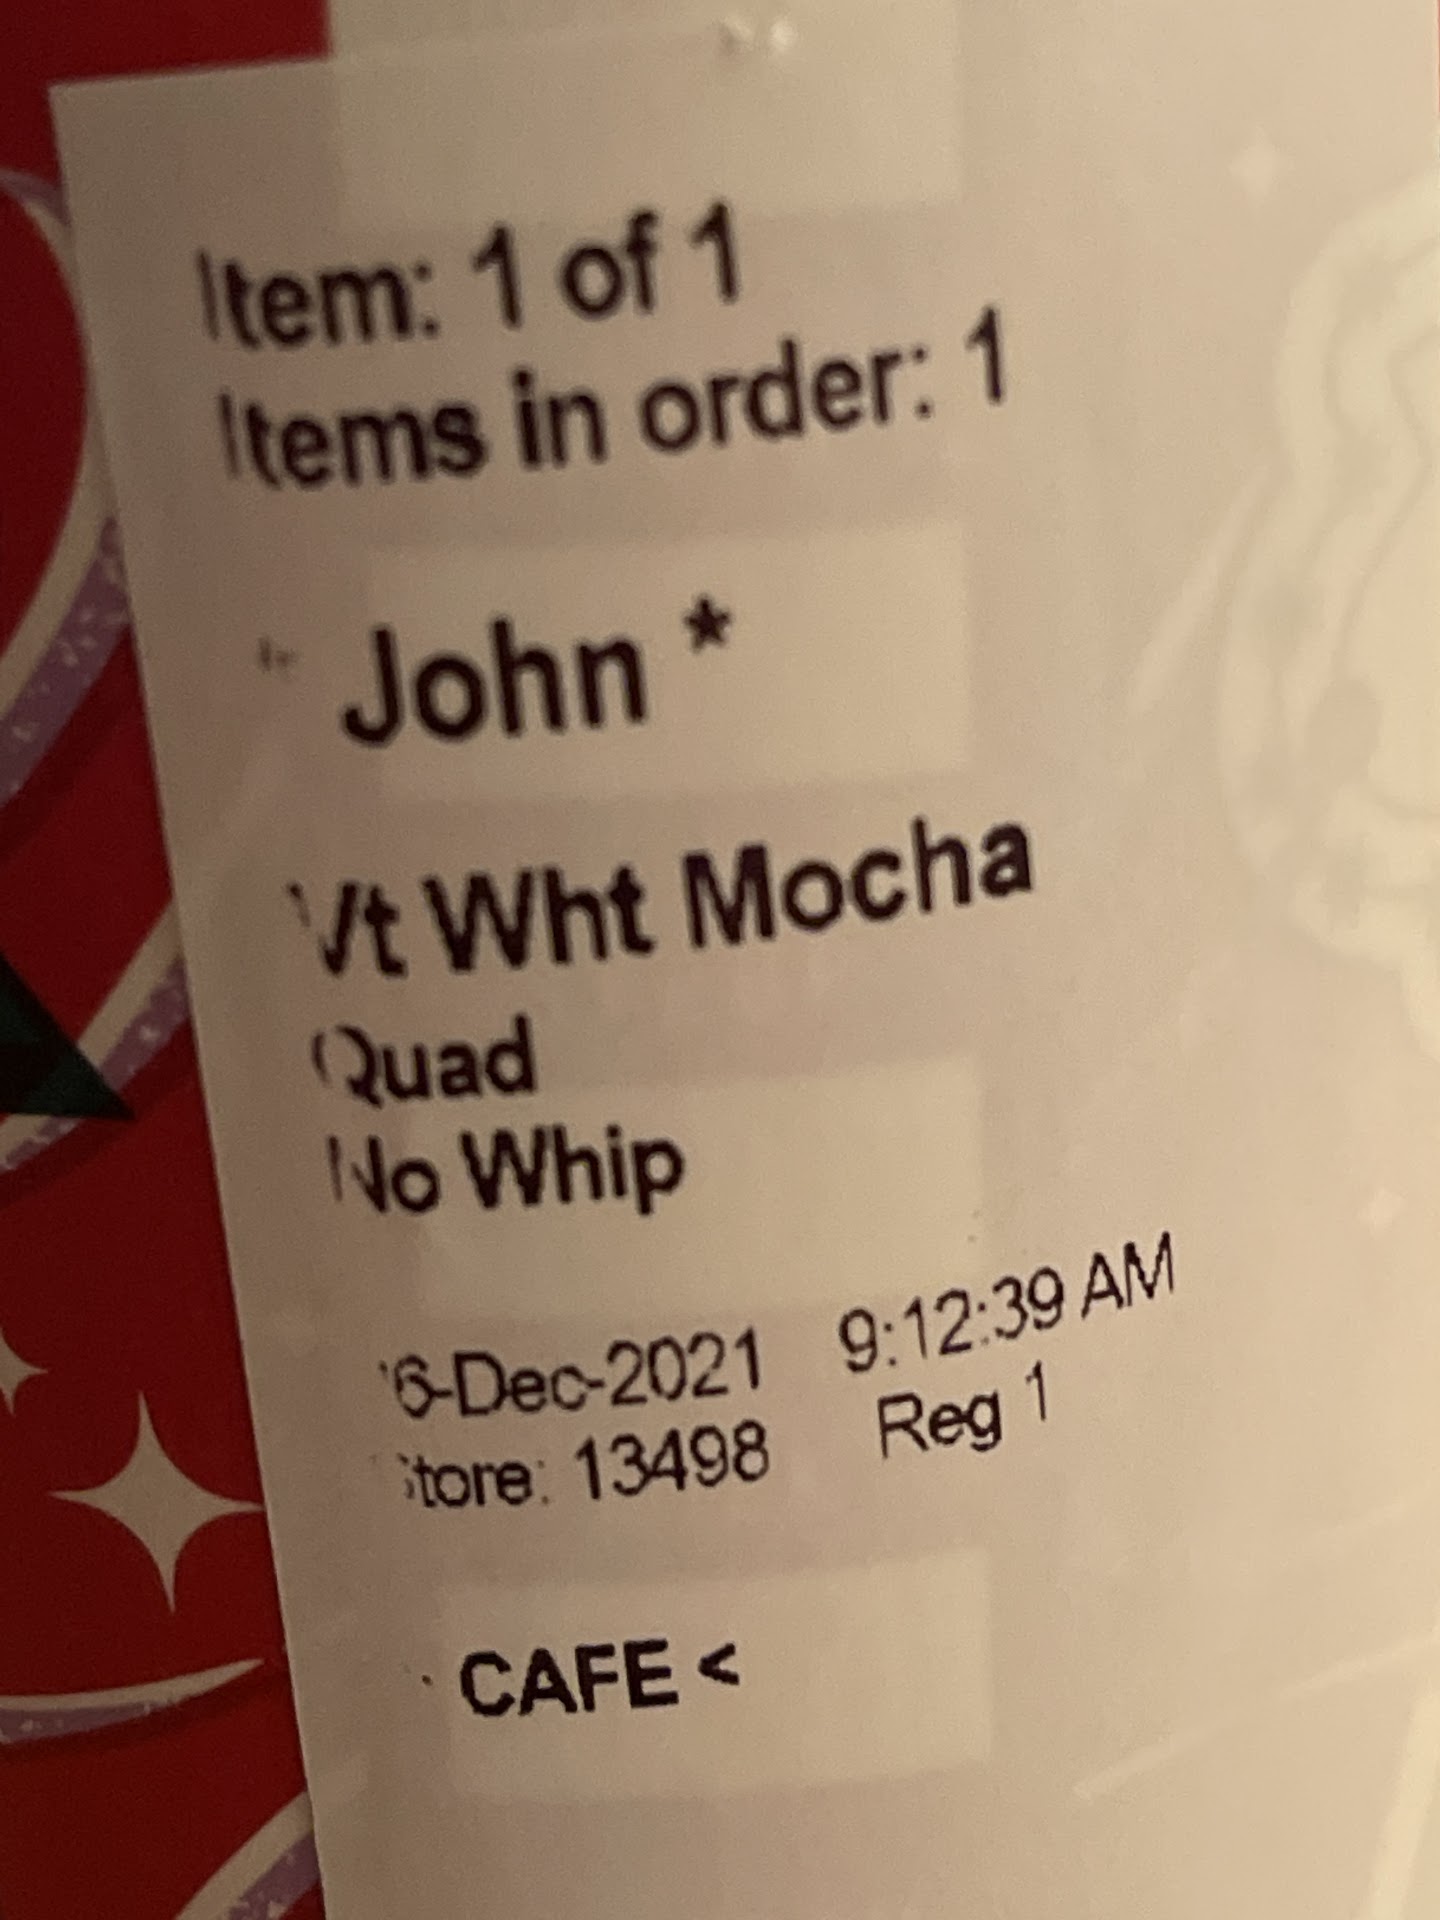 Item: 1 of 1
Items in order: 1
* John *
Vt Wht Mocha
Quad
No Whip
6-Dec-2021 9:12:39 AM
Store: 13498 Reg 1
CAFE <